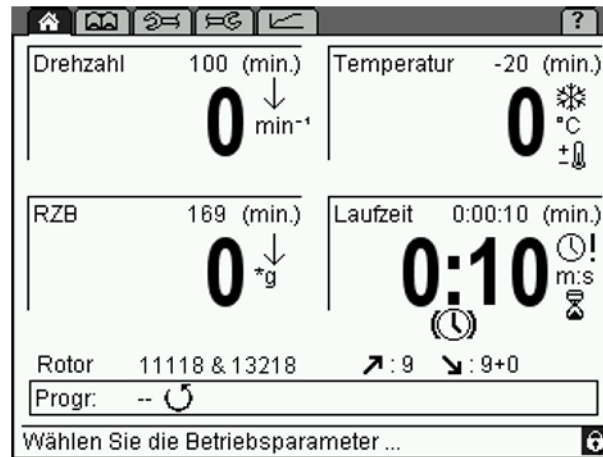 ?
Drehzahl 100 (min.)
0 min⁻¹
Temperatur -20 (min.)
0 °C
RZB 169 (min.)
0 *g
Laufzeit 0:00:10 (min.)
0:10 m:s
Rotor 11118 & 13218 : 9 : 9+0
Progr: --
Wählen Sie die Betriebsparameter ...